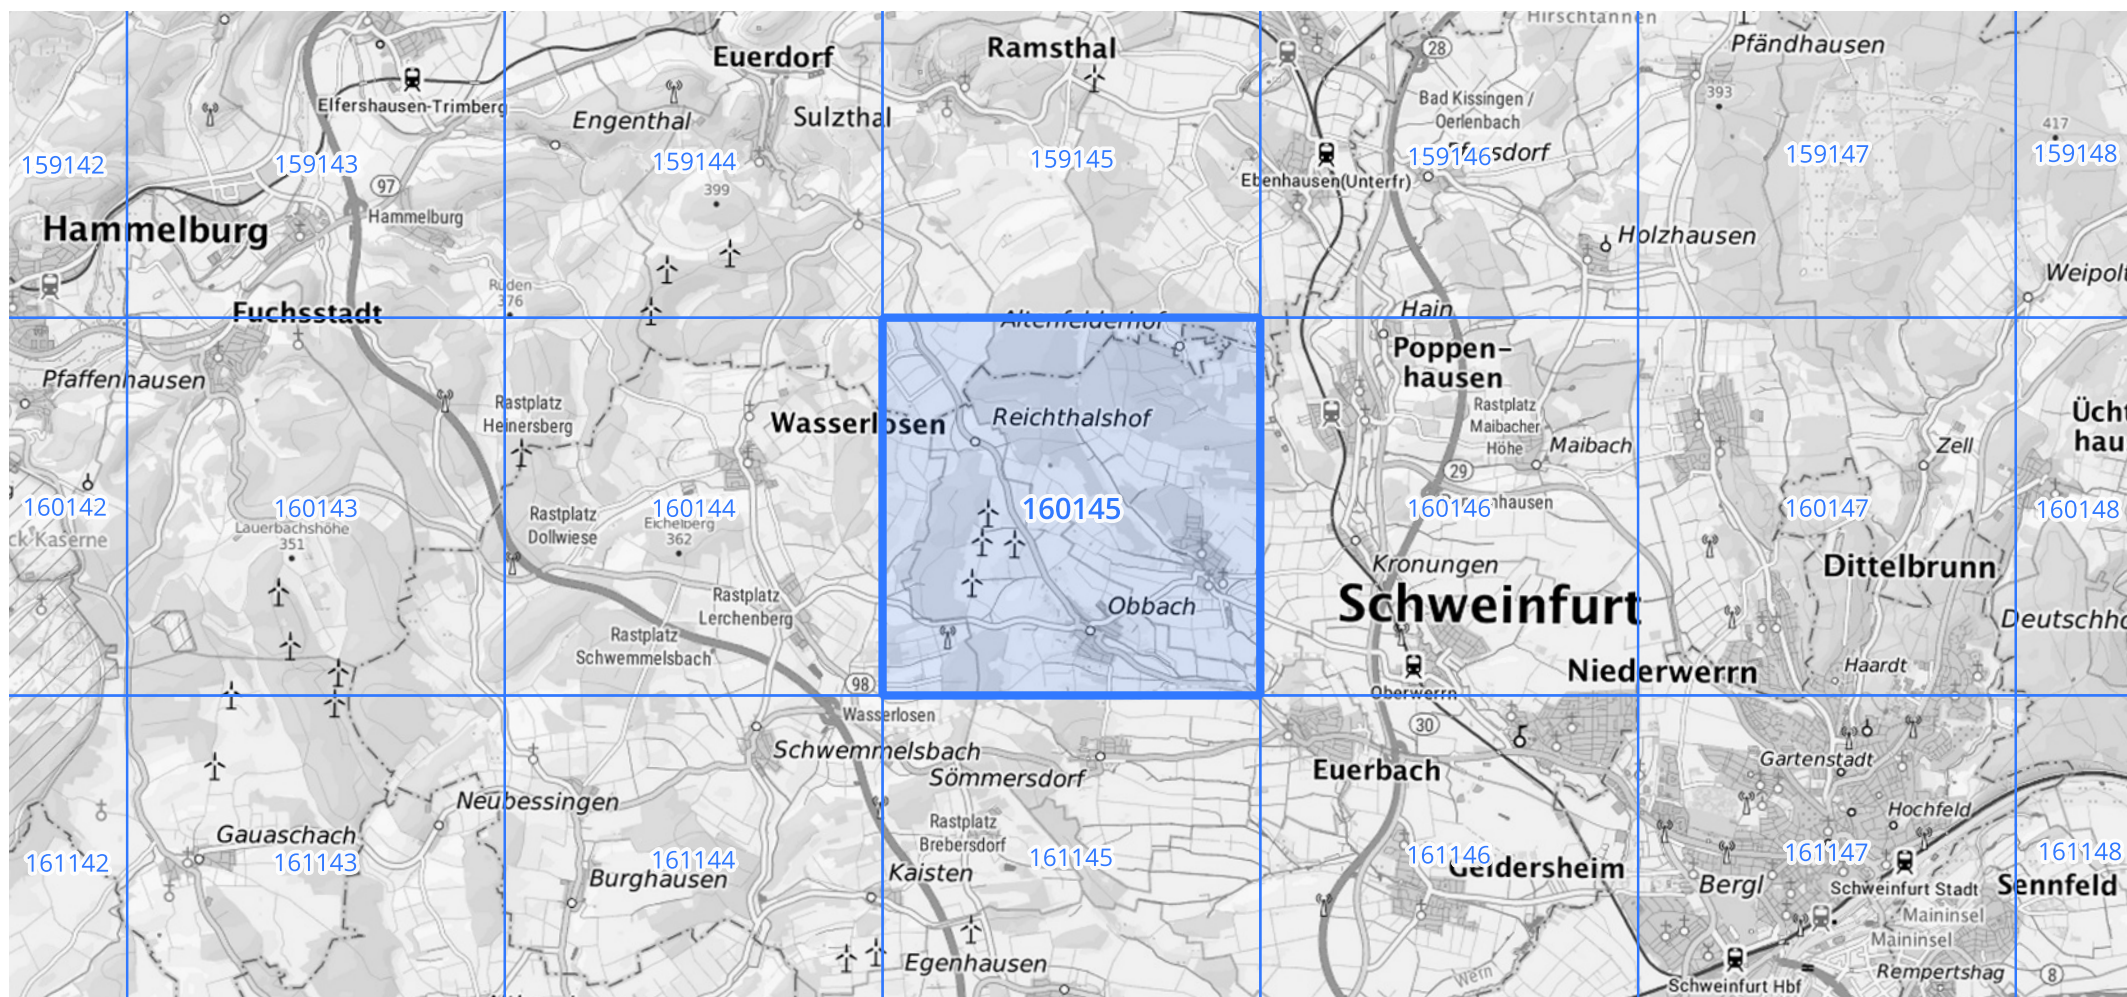 Hirschtannen
Euerdorf
Ramsthal
28
Pfändhausen
Elfershausen-Trimberg
Engenthal
Sulzthal
Bad Kissingen /
Oerlenbach
393
417
159142
159143
159144
159145
159146
159147
159148
97
399
Ebenhausen(Unterfr)
Hammelburg
Hammelburg
Holzhausen
Rüden
376
Fuchsstadt
Hain
Altenfelderhof
Pfaffenhausen
Poppen-
hausen
Rastplatz
Heinersberg
Wasserlosen
Reichthalshof
Rastplatz
Maibacher
Höhe
Maibach
Zell
29
160142
160143
160144
160145
160146
160147
160148
Lauerbachshöhe
351
Rastplatz
Dollwiese
Eichelberg
362
Kronungen
Dittelbrunn
Schweinfurt
Rastplatz
Lerchenberg
Obbach
Rastplatz
Schwemmelsbach
Niederwerrn
Haardt
98
Oberwerrn
Wasserlosen
30
Schwemmelsbach
Sömmersdorf
Euerbach
Gartenstadt
Neubessingen
Hochfeld
Gauaschach
Rastplatz
Brebersdorf
161142
161143
161144
161145
161146
161147
161148
Burghausen
Kaisten
Geldersheim
Bergl
Schweinfurt Stadt
Sennfeld
Maininsel
Maininsel
Egenhausen
Wern
Schweinfurt Hbf
Rempertshag
8